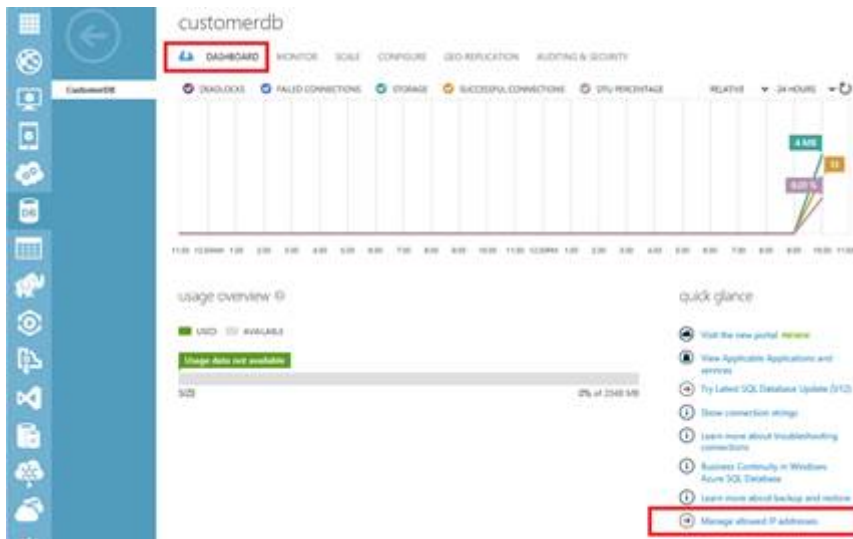 customerdb
DASHBOARD MONITOR SCALE CONFIGURE GEO-REPLICATION AUDITING & SECURITY
CustomerDB
DEADLOCKS FAILED CONNECTIONS STORAGE SUCCESSFUL CONNECTIONS DTU PERCENTAGE RELATIVE 24 HOURS
4 MB
usage overview
quick glance
USED AVAILABLE
Visit the new portal
Usage data not available
View Applicable Applications and
services
Try Latest SQL Database Update (V12)
SIZE 0% of 2048 MB
Show connection strings
Learn more about troubleshooting
connections
Business Continuity in Windows
Azure SQL Database
Learn more about backup and restore
Manage allowed IP addresses